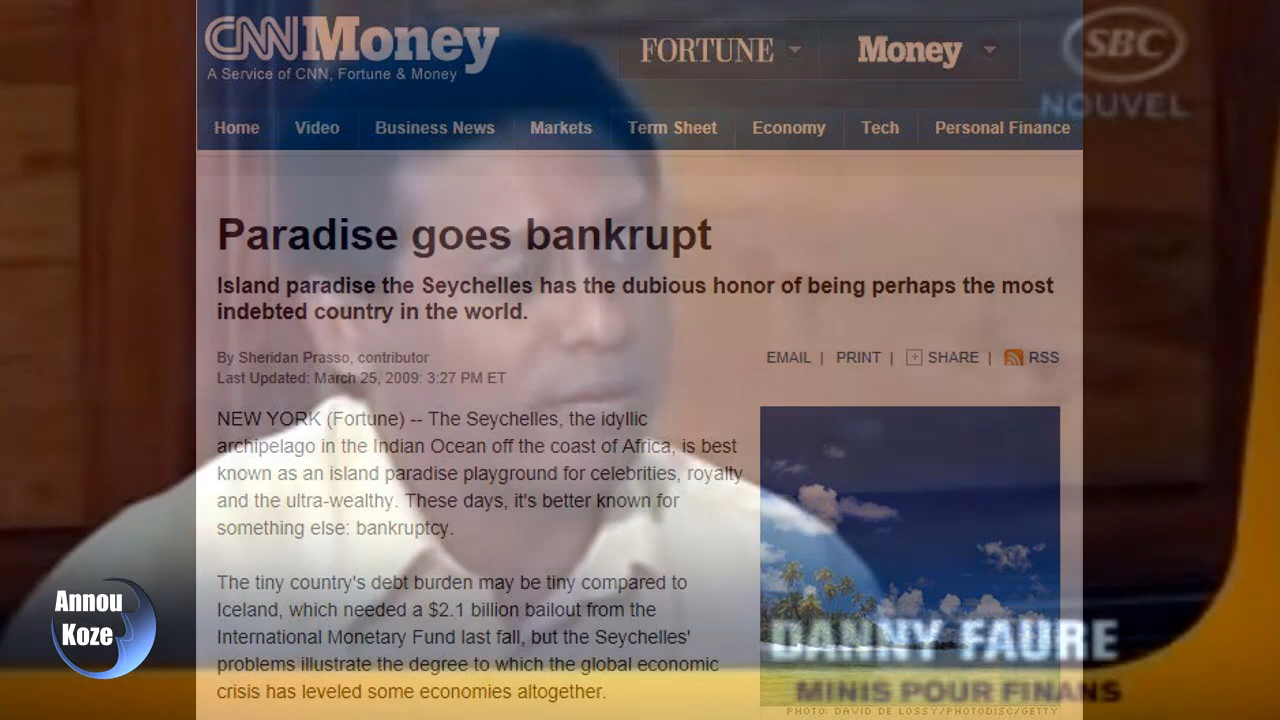 CNNMoney
A Service of CNN, Fortune & Money
FORTUNE
Money
SBC
NOUVEL
Home Video Business News Markets Term Sheet Economy Tech Personal Finance
Paradise goes bankrupt
Island paradise the Seychelles has the dubious honor of being perhaps the most
indebted country in the world.
By Sheridan Prasso, contributor
Last Updated: March 25, 2009: 3:27 PM ET
EMAIL | PRINT | SHARE | RSS
NEW YORK (Fortune) -- The Seychelles, the idyllic
archipelago in the Indian Ocean off the coast of Africa, is best
known as an island paradise playground for celebrities, royalty
and the ultra-wealthy. These days, it's better known for
something else: bankruptcy.
The tiny country's debt burden may be tiny compared to
Iceland, which needed a $2.1 billion bailout from the
International Monetary Fund last fall, but the Seychelles'
problems illustrate the degree to which the global economic
crisis has leveled some economies altogether.
Annou
Koze
DANNY FAURE
MINIS POUR FINANS
PHOTO: DAVID DE LOSSY/PHOTODISC/GETTY